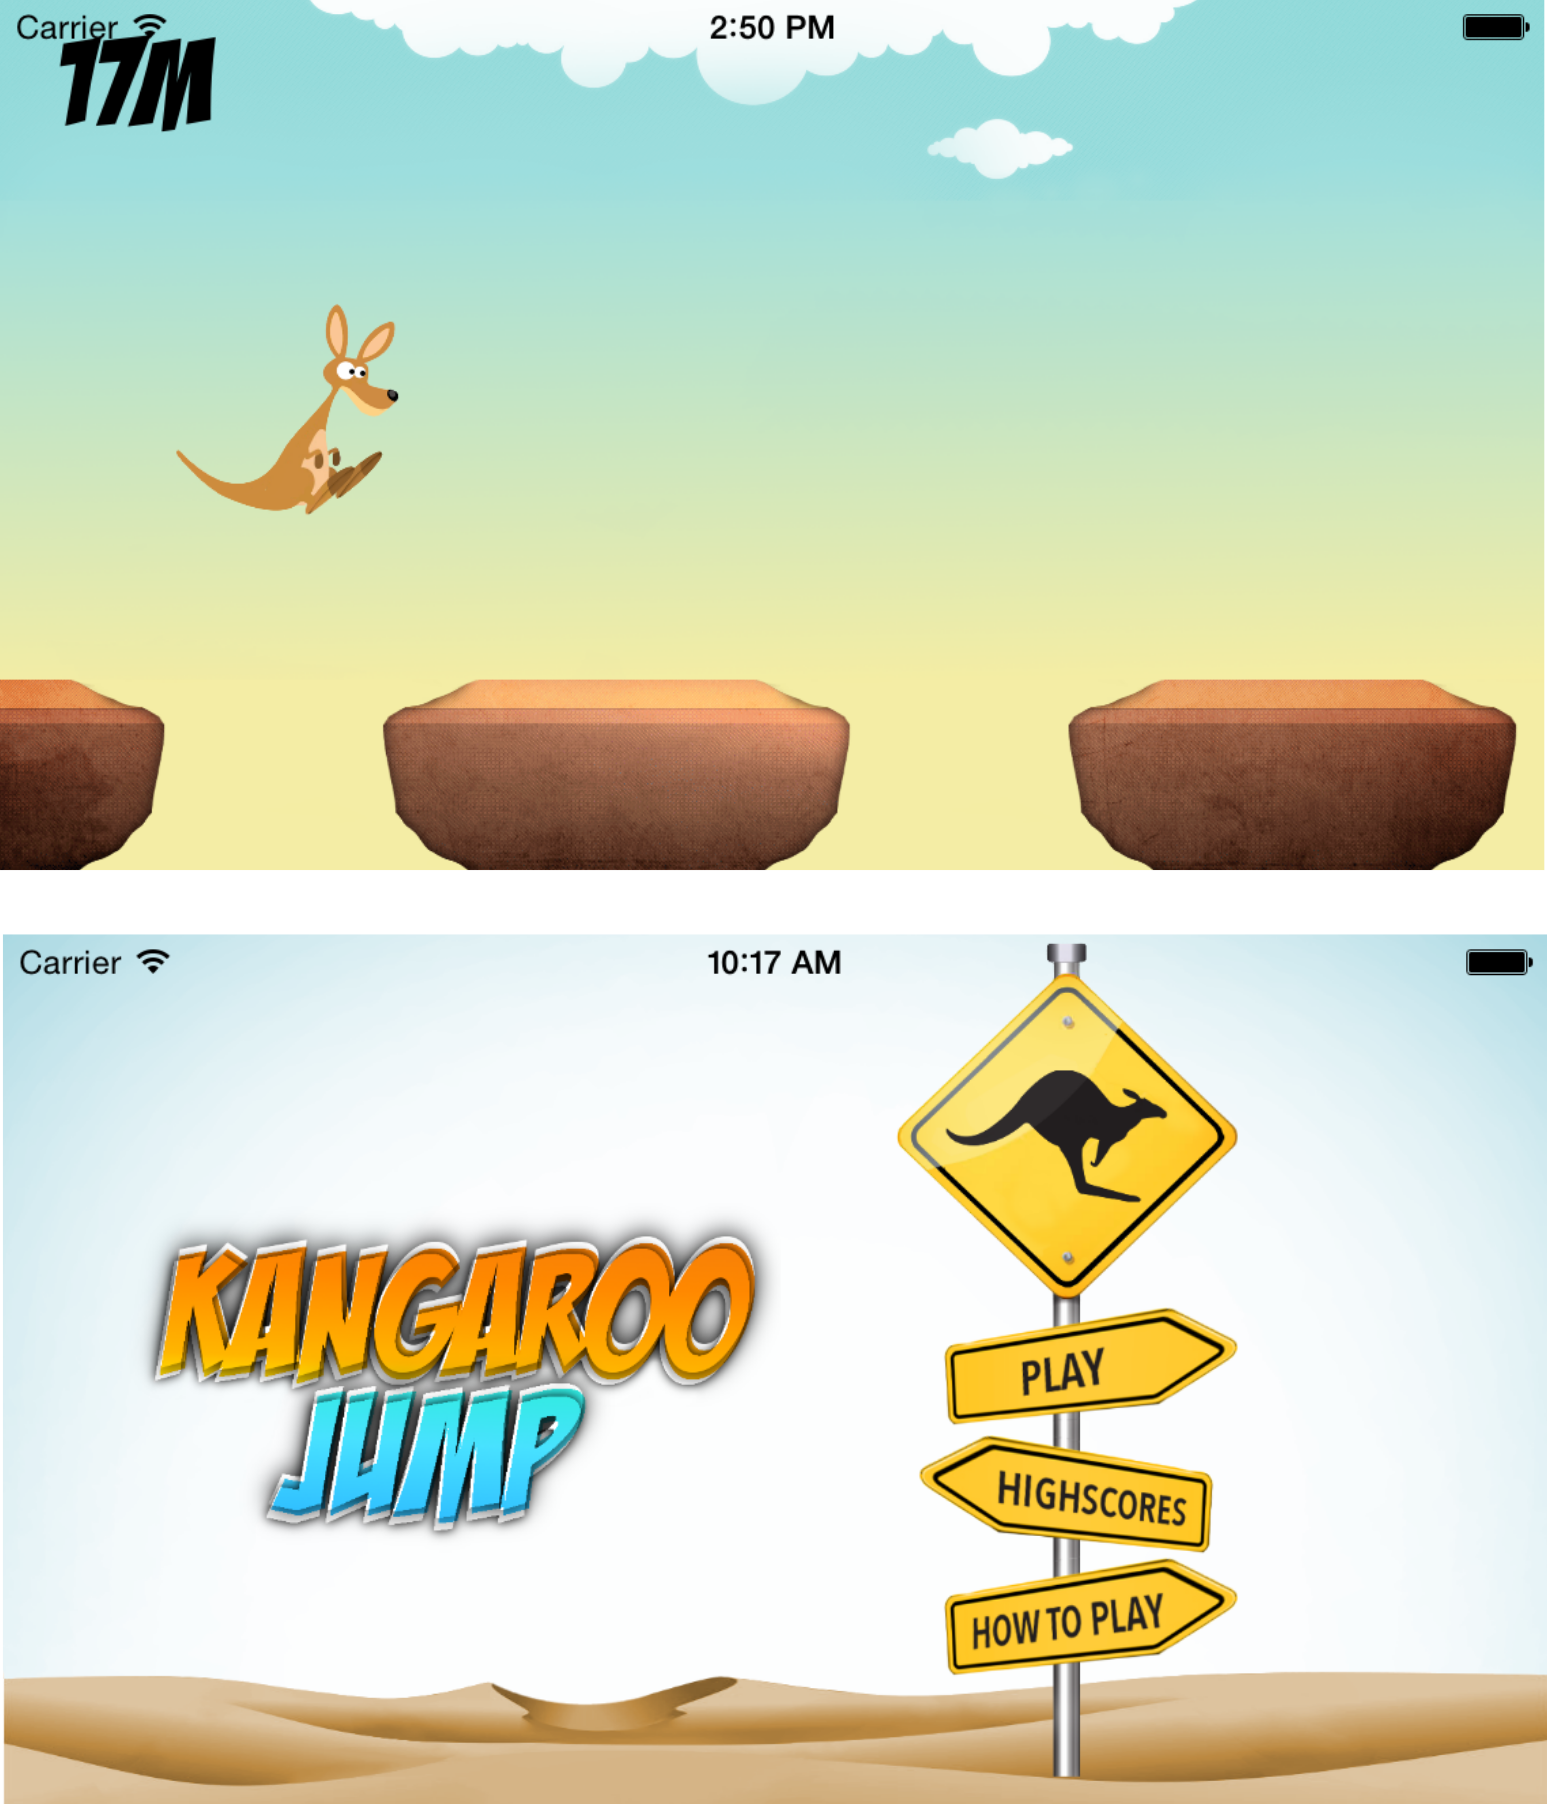 Carrier 2:50 PM
17M
Carrier 10:17 AM
KANGAROO
JUMP
PLAY
HIGHSCORES
HOW TO PLAY